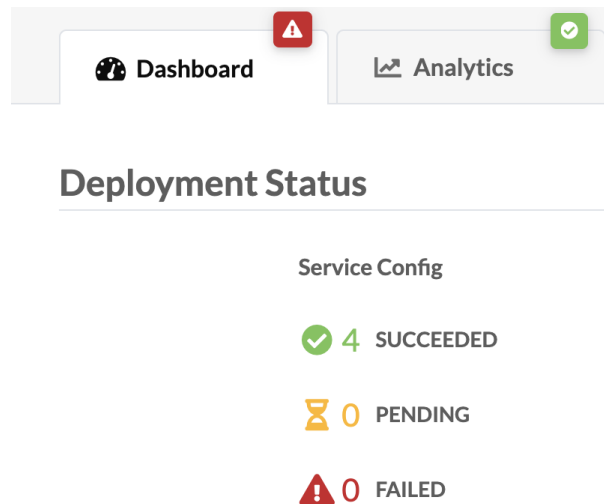 Dashboard
Analytics
Deployment Status
Service Config
4 SUCCEEDED
0 PENDING
0 FAILED